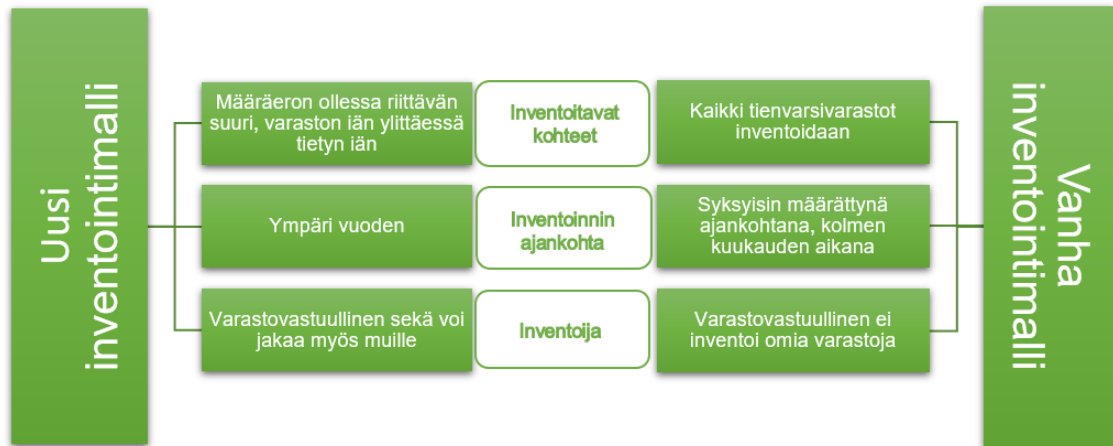 Uusi
inventointimalli
Määräeron ollessa riittävän
suuri, varaston iän ylittäessä
tietyn iän
Inventoitavat
kohteet
Kaikki tienvarsivarastot
inventoidaan
Ympäri vuoden
Inventoinnin
ajankohta
Syksyisin määrättynä
ajankohtana, kolmen
kuukauden aikana
Varastovastuullinen sekä voi
jakaa myös muille
Inventoija
Varastovastuullinen ei
inventoi omia varastoja
Vanha
inventointimalli